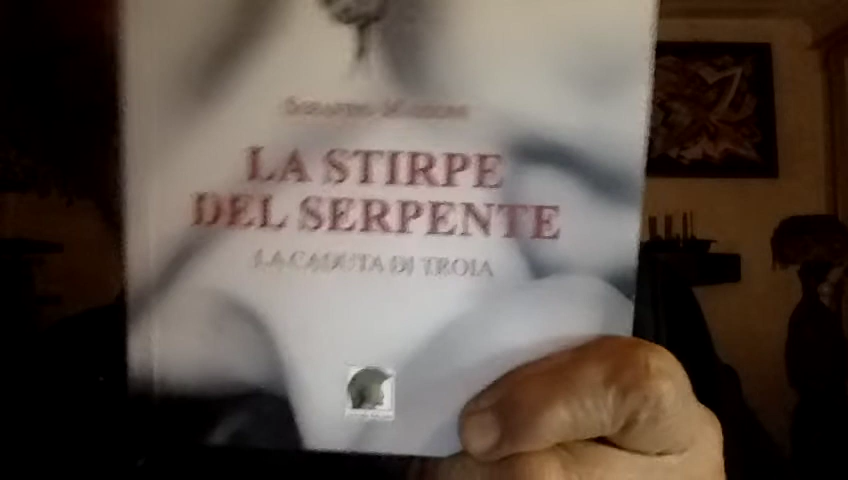 LA STIRPE
DEL SERPENTE
LA CADUTA DI TROIA